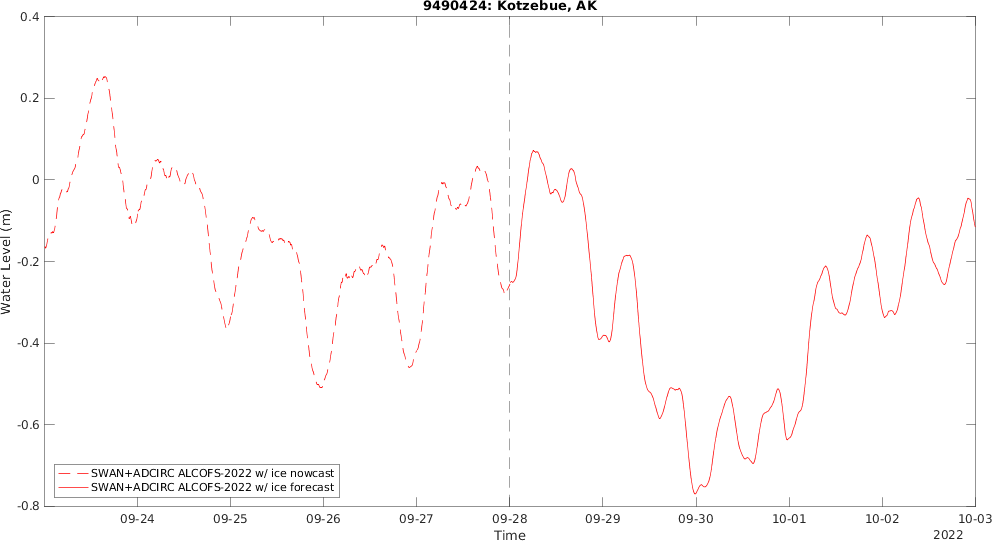 9490424: Kotzebue, AK
0.4
0.2
0
-0.2
-0.4
-0.6
-0.8
Water Level (m)
SWAN+ADCIRC ALCOFS-2022 w/ ice nowcast
SWAN+ADCIRC ALCOFS-2022 w/ ice forecast
09-24 09-25 09-26 09-27 09-28 09-29 09-30 10-01 10-02 10-03
Time
2022